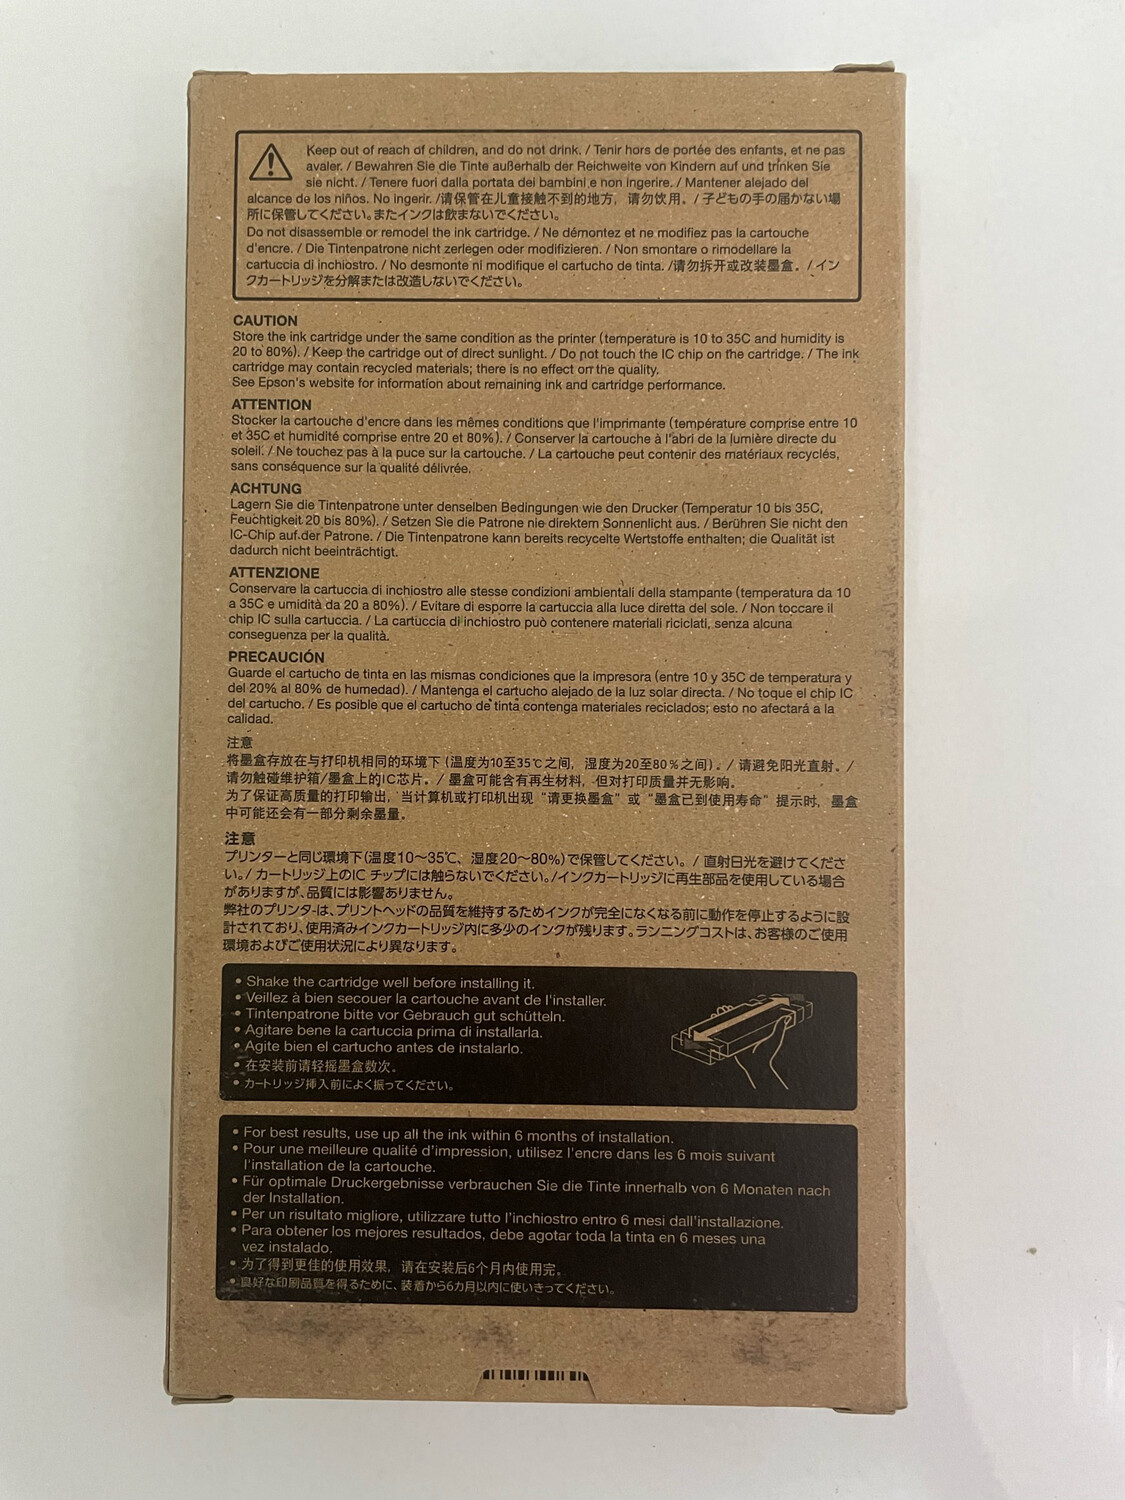 Keep out of reach of children, and do not drink. / Tenir hors de portée des enfants, et ne pas
avaler. / Bewahren Sie die Tinte außerhalb der Reichweite von Kindern auf und trinken Sie
sie nicht. / Tenere fuori dalla portata dei bambini e non ingerire. / Mantener alejado del
alcance de los niños. No ingerir. /请保管在儿童接触不到的地方，请勿饮用。/ 子どもの手の届かない場
所に保管してください。またインクは飲まないでください。
Do not disassemble or remodel the ink cartridge. / Ne démontez et ne modifiez pas la cartouche
d'encre. / Die Tintenpatrone nicht zerlegen oder modifizieren. / Non smontare o rimodellare la
cartuccia di inchiostro. / No desmonte ni modifique el cartucho de tinta. /请勿拆开或改装墨盒。/ イン
クカートリッジを分解または改造しないでください。
CAUTION
Store the ink cartridge under the same condition as the printer (temperature is 10 to 35C and humidity is
20 to 80%). / Keep the cartridge out of direct sunlight. / Do not touch the IC chip on the cartridge. / The ink
cartridge may contain recycled materials; there is no effect on the quality.
See Epson's website for information about remaining ink and cartridge performance.
ATTENTION
Stocker la cartouche d'encre dans les mêmes conditions que l'imprimante (température comprise entre 10
et 35C et humidité comprise entre 20 et 80%). / Conserver la cartouche à l'abri de la lumière directe du
soleil. / Ne touchez pas à la puce sur la cartouche. / La cartouche peut contenir des matériaux recyclés,
sans conséquence sur la qualité délivrée.
ACHTUNG
Lagern Sie die Tintenpatrone unter denselben Bedingungen wie den Drucker (Temperatur 10 bis 35C,
Feuchtigkeit 20 bis 80%). / Setzen Sie die Patrone nie direktem Sonnenlicht aus. / Berühren Sie nicht den
IC-Chip auf der Patrone. / Die Tintenpatrone kann bereits recycelte Wertstoffe enthalten; die Qualität ist
dadurch nicht beeinträchtigt.
ATTENZIONE
Conservare la cartuccia di inchiostro alle stesse condizioni ambientali della stampante (temperatura da 10
a 35C e umidità da 20 a 80%). / Evitare di esporre la cartuccia alla luce diretta del sole. / Non toccare il
chip IC sulla cartuccia. / La cartuccia di inchiostro può contenere materiali riciclati, senza alcuna
conseguenza per la qualità.
PRECAUCIÓN
Guarde el cartucho de tinta en las mismas condiciones que la impresora (entre 10 y 35C de temperatura y
del 20% al 80% de humedad). / Mantenga el cartucho alejado de la luz solar directa. / No toque el chip IC
del cartucho. / Es posible que el cartucho de tinta contenga materiales reciclados; esto no afectará a la
calidad.
注意
将墨盒存放在与打印机相同的环境下 (温度为10至35℃之间，湿度为20至80％之间) 。/ 请避免阳光直射。/
请勿触碰维护箱/墨盒上的IC芯片。/ 墨盒可能含有再生材料，但对打印质量并无影响。
为了保证高质量的打印输出，当计算机或打印机出现 "请更换墨盒" 或 "墨盒已到使用寿命" 提示时，墨盒
中可能还会有一部分剩余墨量。
注意
プリンターと同じ環境下(温度10～35℃、湿度20～80%)で保管してください。/ 直射日光を避けてくださ
い。/ カートリッジ上のIC チップには触らないでください。/インクカートリッジに再生部品を使用している場合
がありますが、品質には影響ありません。
弊社のプリンターは、プリントヘッドの品質を維持するためインクが完全になくなる前に動作を停止するように設
計されており、使用済みインクカートリッジ内に多少のインクが残ります。ランニングコストは、お客様のご使用
環境およびご使用状況により異なります。
• Shake the cartridge well before installing it.
• Veillez à bien secouer la cartouche avant de l'installer.
• Tintenpatrone bitte vor Gebrauch gut schütteln.
• Agitare bene la cartuccia prima di installarla.
• Agite bien el cartucho antes de instalarlo.
• 在安装前请轻摇墨盒数次。
• カートリッジ挿入前によく振ってください。
• For best results, use up all the ink within 6 months of installation.
• Pour une meilleure qualité d'impression, utilisez l'encre dans les 6 mois suivant
l'installation de la cartouche.
• Für optimale Druckergebnisse verbrauchen Sie die Tinte innerhalb von 6 Monaten nach
der Installation.
• Per un risultato migliore, utilizzare tutto l'inchiostro entro 6 mesi dall'installazione.
• Para obtener los mejores resultados, debe agotar toda la tinta en 6 meses una
vez instalado.
• 为了得到更佳的使用效果，请在安装后6个月内使用完。
• 良好な印刷品質を得るために、装着から6カ月以内に使いきってください。